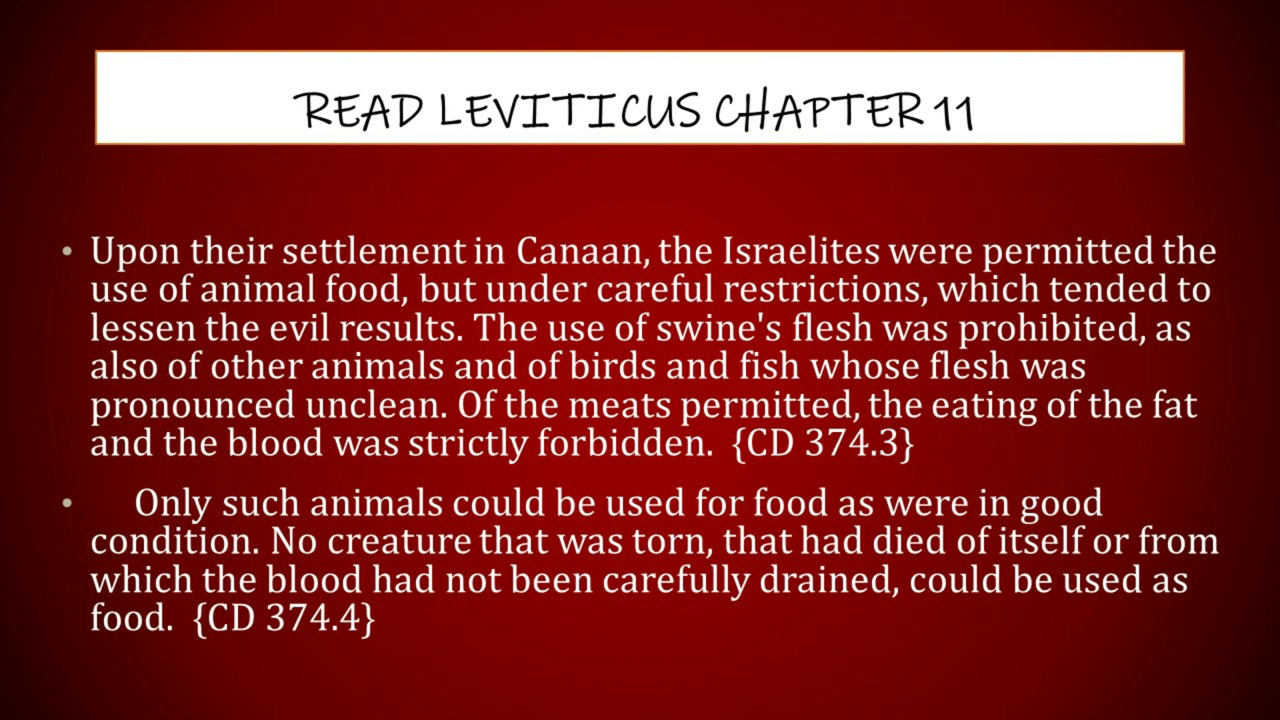 READ LEVITICUS CHAPTER 11
• Upon their settlement in Canaan, the Israelites were permitted the
use of animal food, but under careful restrictions, which tended to
lessen the evil results. The use of swine's flesh was prohibited, as
also of other animals and of birds and fish whose flesh was
pronounced unclean. Of the meats permitted, the eating of the fat
and the blood was strictly forbidden. {CD 374.3}
• Only such animals could be used for food as were in good
condition. No creature that was torn, that had died of itself or from
which the blood had not been carefully drained, could be used as
food. {CD 374.4}